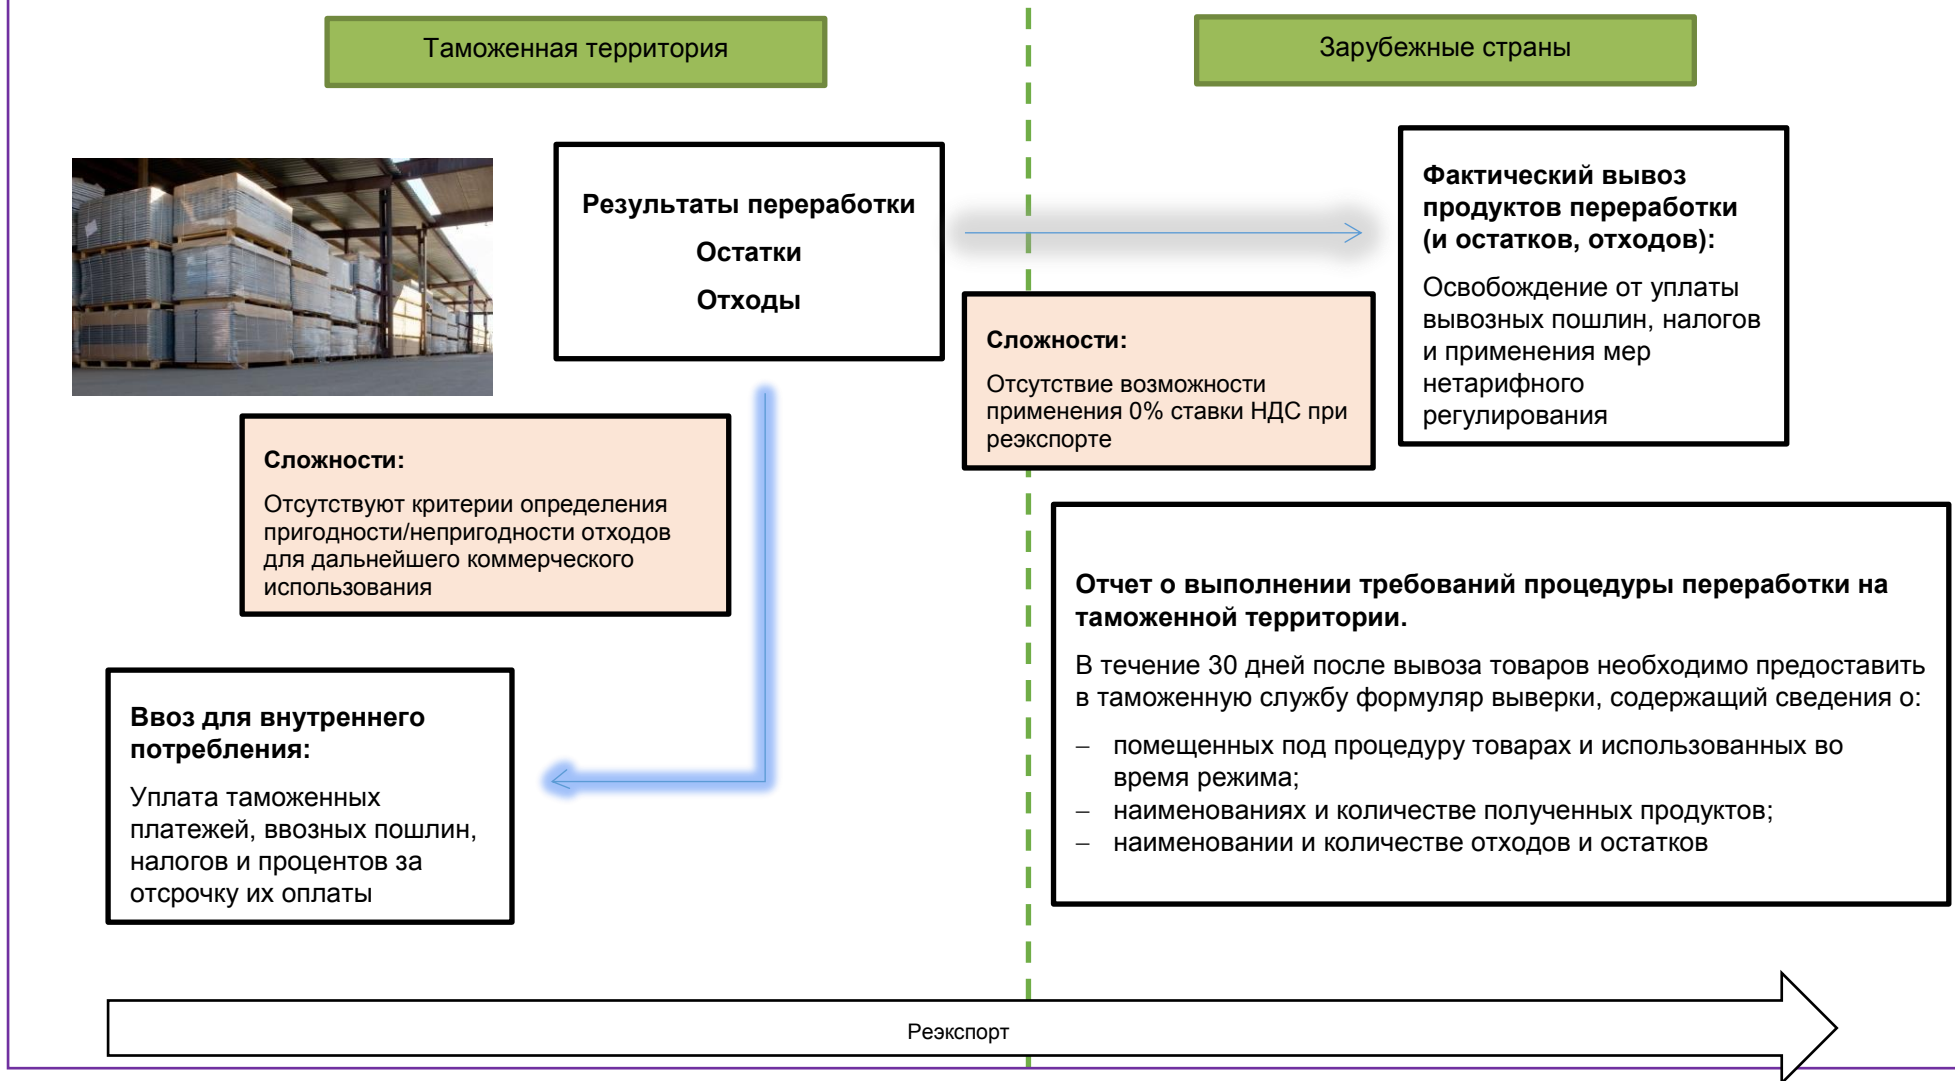 Таможенная территория
Зарубежные страны
Результаты переработки
Остатки
Отходы
Фактический вывоз
продуктов переработки
(и остатков, отходов):
Освобождение от уплаты
вывозных пошлин, налогов
и применения мер
нетарифного
регулирования
Сложности:
Отсутствие возможности
применения 0% ставки НДС при
реэкспорте
Сложности:
Отсутствуют критерии определения
пригодности/непригодности отходов
для дальнейшего коммерческого
использования
Отчет о выполнении требований процедуры переработки на
таможенной территории.
В течение 30 дней после вывоза товаров необходимо предоставить
в таможенную службу формуляр выверки, содержащий сведения о:
– помещенных под процедуру товарах и использованных во
время режима;
– наименованиях и количестве полученных продуктов;
– наименовании и количестве отходов и остатков
Ввоз для внутреннего
потребления:
Уплата таможенных
платежей, ввозных пошлин,
налогов и процентов за
отсрочку их оплаты
Реэкспорт